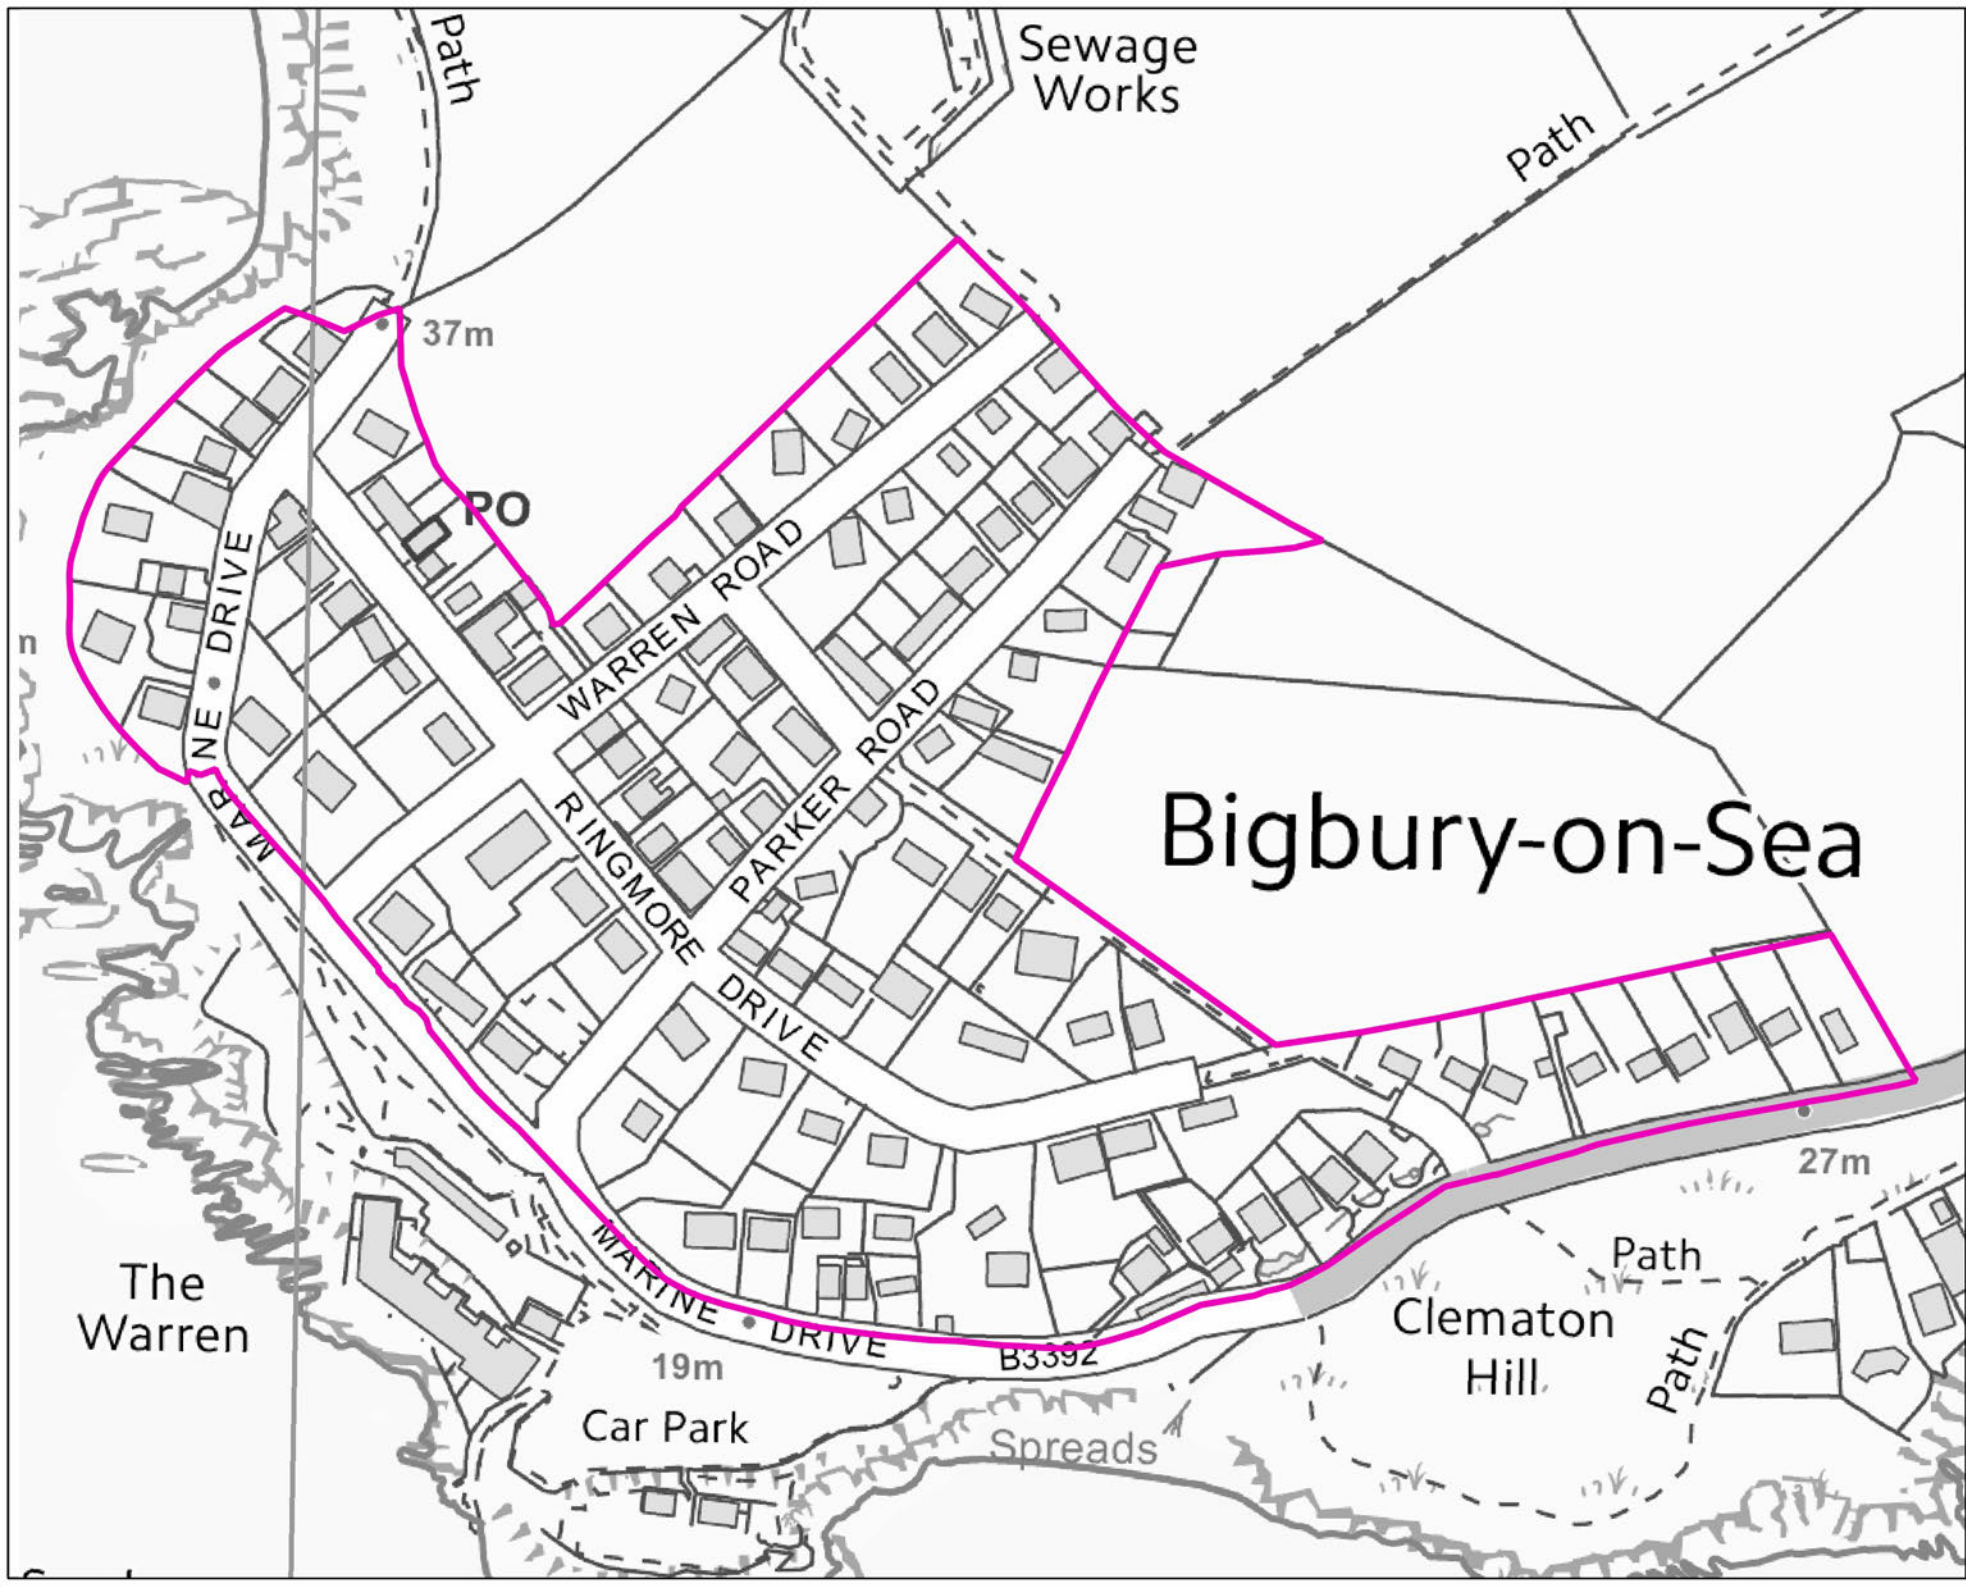 Path
Sewage
Works
Path
37m
PO
WARREN ROAD
MARINE DRIVE
PARKER ROAD
RINGMORE DRIVE
Bigbury-on-Sea
27m
The
Warren
MARINE DRIVE
B3392
19m
Path
Clematon
Hill
Path
Car Park
Spreads